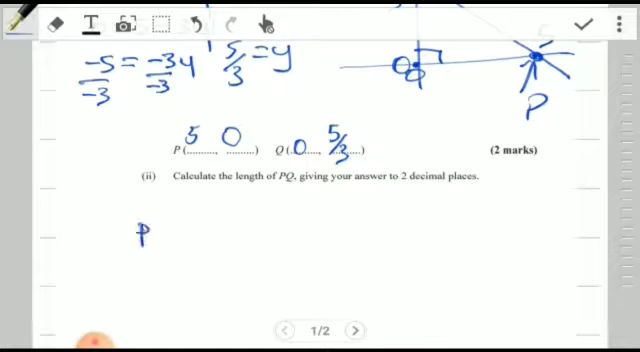 T
-5/-3 = -3y/-3 5/3 = y
O
P
P( 5 , 0 ) Q( 0 , 5/3 ) (2 marks)
(ii) Calculate the length of PQ, giving your answer to 2 decimal places.
P
1/2